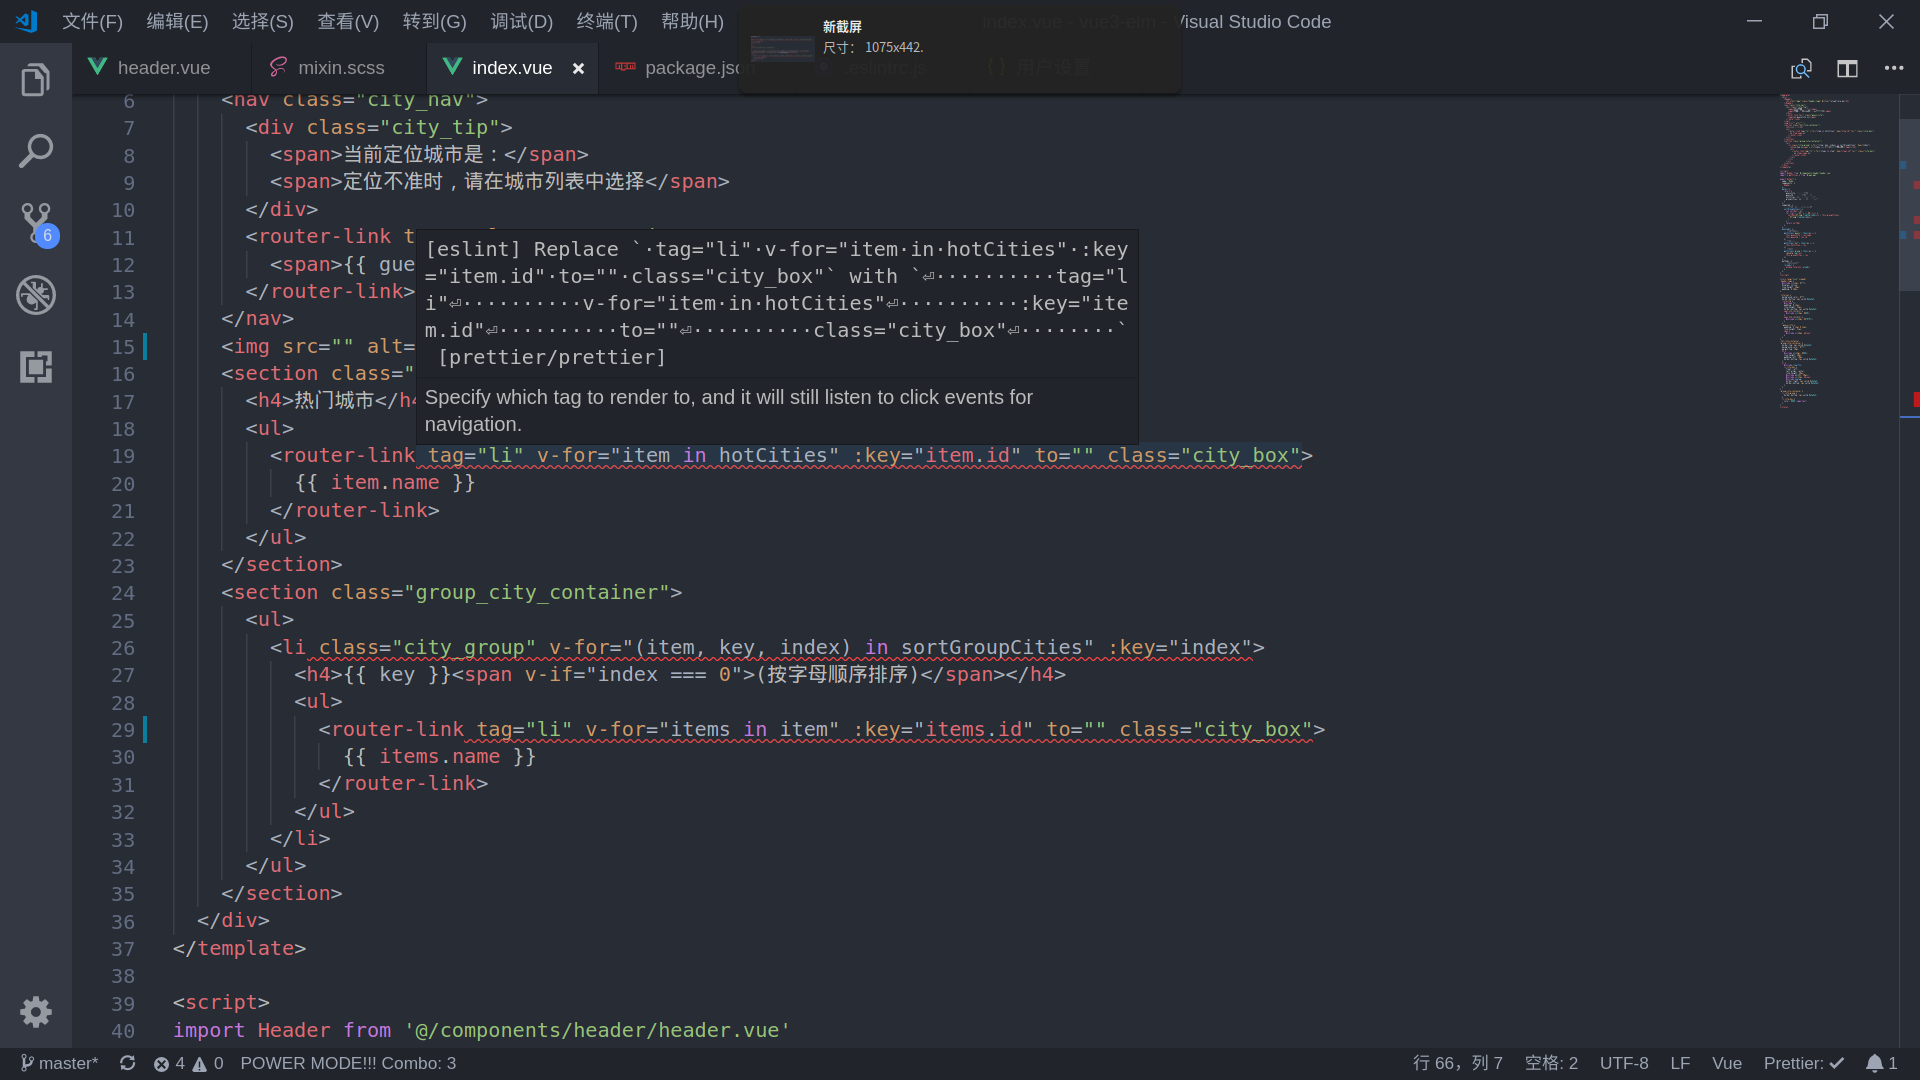 文件(F) 编辑(E) 选择(S) 查看(V) 转到(G) 调试(D) 终端(T) 帮助(H) index.vue - vue3-elm - Visual Studio Code
新截屏
尺寸： 1075x442.
header.vue mixin.scss index.vue package.json .eslintrc.js {} 用户设置
6 <nav class="city_nav">
7 <div class="city_tip">
8 <span>当前定位城市是：</span>
9 <span>定位不准时，请在城市列表中选择</span>
10 </div>
11 <router-link
12 <span>{{ gue
13 </router-link>
14 </nav>
15 <img src="" alt=
16 <section class="
17 <h4>热门城市</h4
18 <ul>
[eslint] Replace `·tag="li"·v-for="item·in·hotCities"·:key
="item.id"·to=""·class="city_box"` with `⏎··········tag="l
i"⏎··········v-for="item·in·hotCities"⏎··········:key="ite
m.id"⏎··········to=""⏎··········class="city_box"⏎········`
[prettier/prettier]
Specify which tag to render to, and it will still listen to click events for
navigation.
19 <router-link tag="li" v-for="item in hotCities" :key="item.id" to="" class="city_box">
20 {{ item.name }}
21 </router-link>
22 </ul>
23 </section>
24 <section class="group_city_container">
25 <ul>
26 <li class="city_group" v-for="(item, key, index) in sortGroupCities" :key="index">
27 <h4>{{ key }}<span v-if="index === 0">(按字母顺序排序)</span></h4>
28 <ul>
29 <router-link tag="li" v-for="items in item" :key="items.id" to="" class="city_box">
30 {{ items.name }}
31 </router-link>
32 </ul>
33 </li>
34 </ul>
35 </section>
36 </div>
37 </template>
38
39 <script>
40 import Header from '@/components/header/header.vue'
6
master* 4 0 POWER MODE!!! Combo: 3 行 66，列 7 空格: 2 UTF-8 LF Vue Prettier: 1